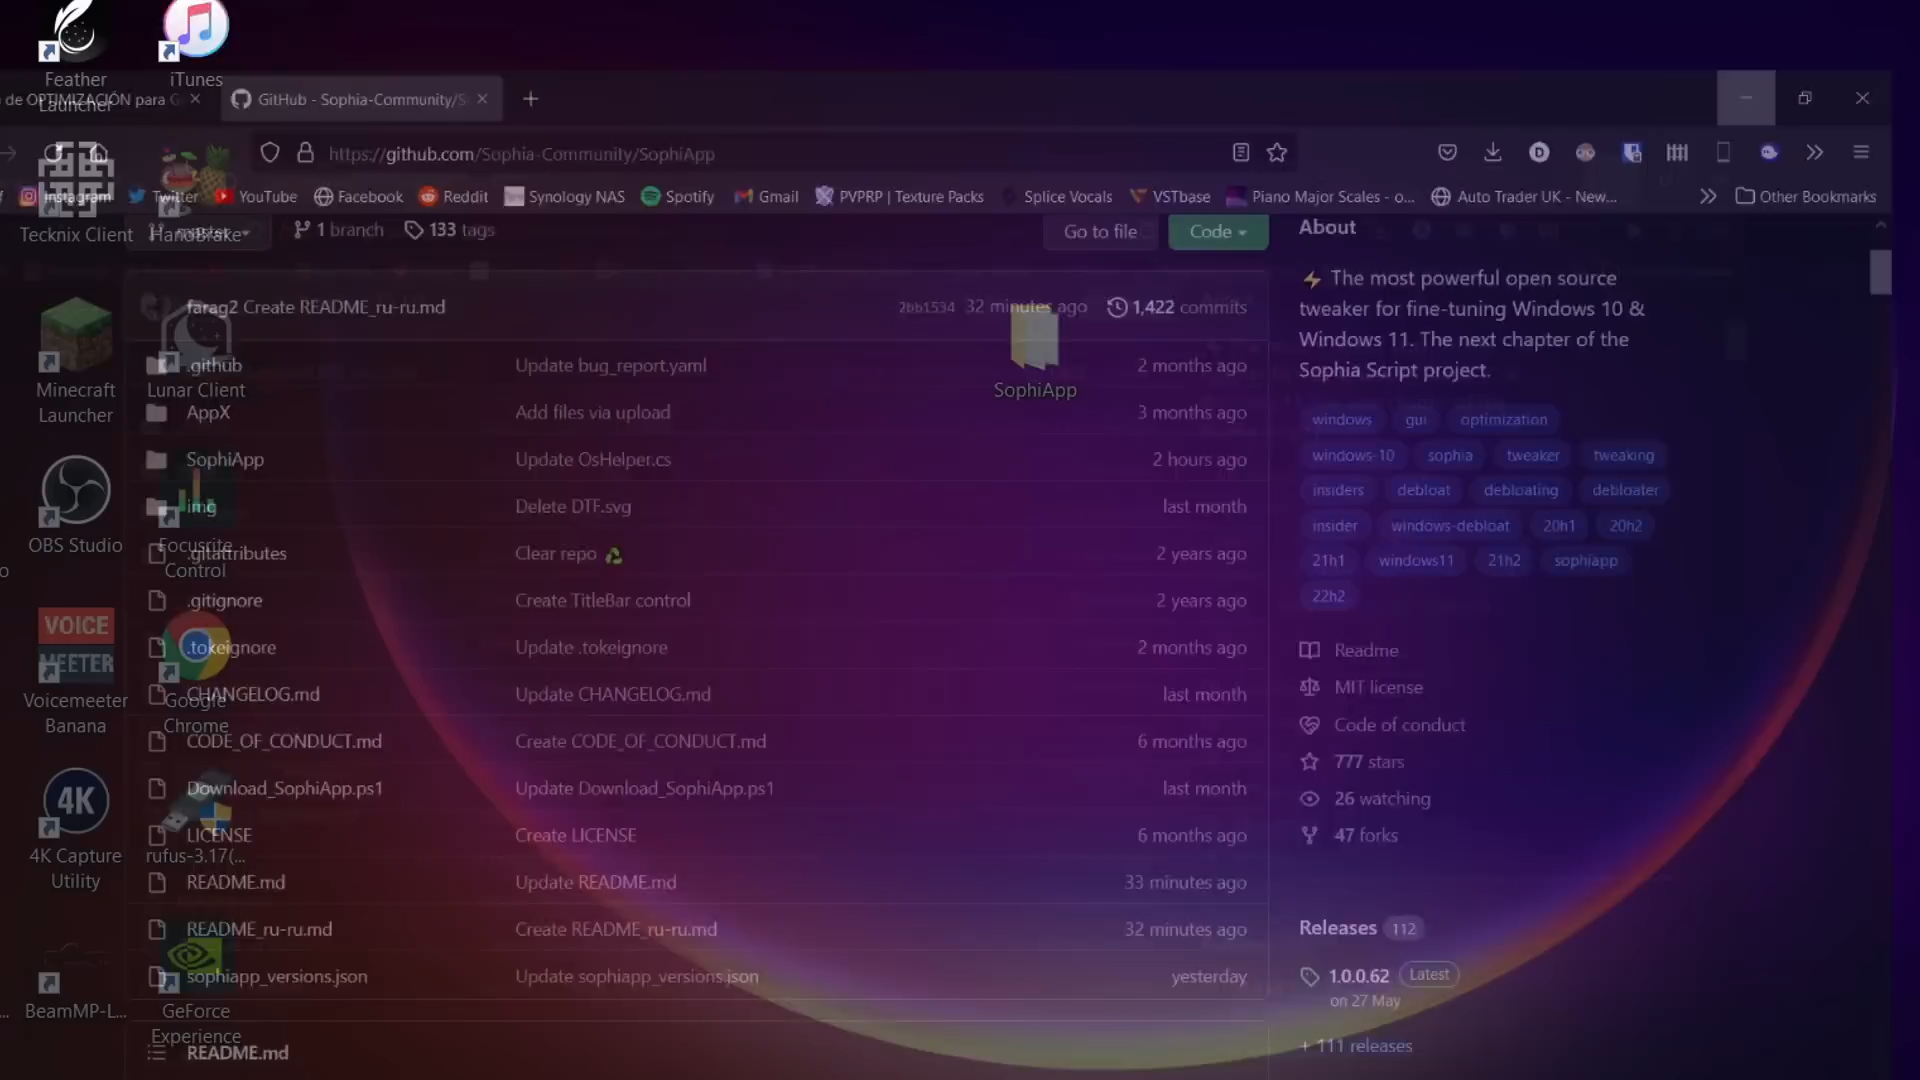 Feather
Launcher
iTunes
de OPTIMIZACIÓN para G
GitHub - Sophia-Community/S
https://github.com/Sophia-Community/SophiApp
Instagram
Twitter
YouTube
Facebook
Reddit
Synology NAS
Spotify
Gmail
PVPRP | Texture Packs
Splice Vocals
VSTbase
Piano Major Scales - o...
Auto Trader UK - New...
Other Bookmarks
Tecknix Client
HandBrake
master
1 branch
133 tags
Go to file
Code
About
⚡ The most powerful open source
tweaker for fine-tuning Windows 10 &
Windows 11. The next chapter of the
Sophia Script project.
farag2 Create README_ru-ru.md
2bb1534 32 minutes ago
1,422 commits
.github
Update bug_report.yaml
2 months ago
Minecraft
Launcher
Lunar Client
SophiApp
AppX
Add files via upload
3 months ago
SophiApp
Update OsHelper.cs
2 hours ago
img
Delete DTF.svg
last month
OBS Studio
Focusrite
Control
.gitattributes
Clear repo ♻
2 years ago
.gitignore
Create TitleBar control
2 years ago
VOICE
MEETER
Voicemeeter
Banana
.tokeignore
Update .tokeignore
2 months ago
Google
Chrome
CHANGELOG.md
Update CHANGELOG.md
last month
CODE_OF_CONDUCT.md
Create CODE_OF_CONDUCT.md
6 months ago
4K
4K Capture
Utility
Download_SophiApp.ps1
Update Download_SophiApp.ps1
last month
LICENSE
Create LICENSE
6 months ago
rufus-3.17(...
README.md
Update README.md
33 minutes ago
README_ru-ru.md
Create README_ru-ru.md
32 minutes ago
sophiapp_versions.json
Update sophiapp_versions.json
yesterday
BeamMP-L...
GeForce
Experience
README.md
windows gui optimization
windows-10 sophia tweaker tweaking
insiders debloat debloating debloater
insider windows-debloat 20h1 20h2
21h1 windows11 21h2 sophiapp
22h2
Readme
MIT license
Code of conduct
777 stars
26 watching
47 forks
Releases 112
1.0.0.62 Latest
on 27 May
+ 111 releases